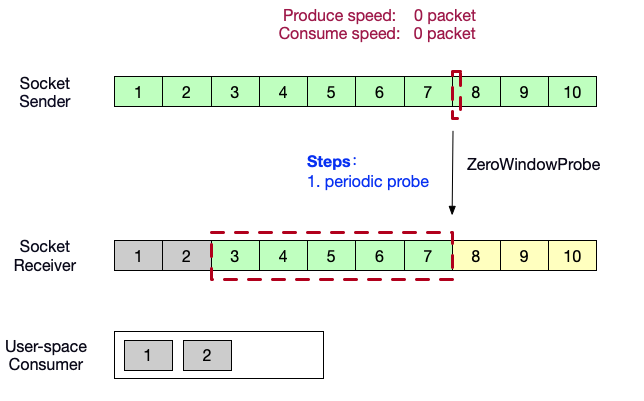 Produce speed: 0 packet
Consume speed: 0 packet
Socket
Sender
1 2 3 4 5 6 7 8 9 10
Steps：
1. periodic probe
ZeroWindowProbe
Socket
Receiver
1 2 3 4 5 6 7 8 9 10
User-space
Consumer
1 2